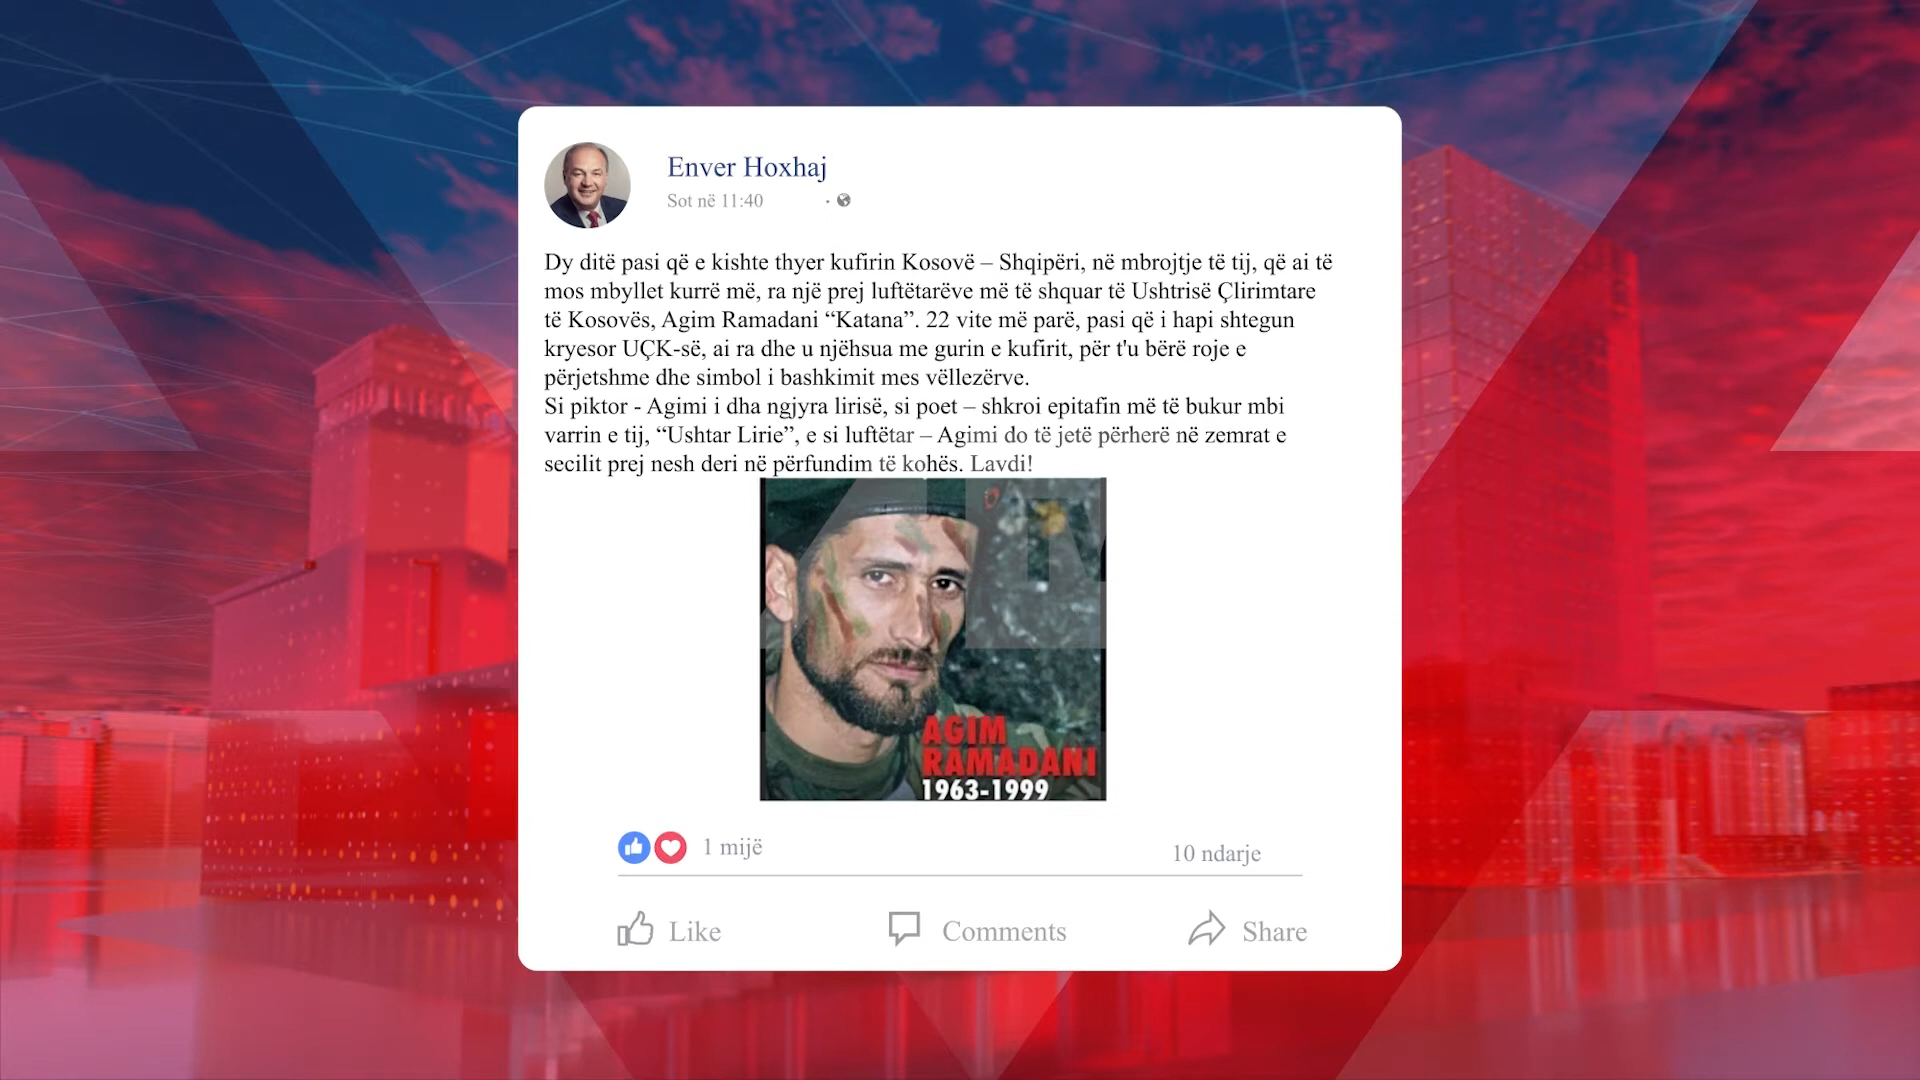 Enver Hoxhaj
Sot në 11:40
Dy ditë pasi që e kishte thyer kufirin Kosovë – Shqipëri, në mbrojtje të tij, që ai të
mos mbyllet kurrë më, ra një prej luftëtarëve më të shquar të Ushtrisë Çlirimtare
të Kosovës, Agim Ramadani “Katana”. 22 vite më parë, pasi që i hapi shtegun
kryesor UÇK-së, ai ra dhe u njëhsua me gurin e kufirit, për t'u bërë roje e
përjetshme dhe simbol i bashkimit mes vëllezërve.
Si piktor - Agimi i dha ngjyra lirisë, si poet – shkroi epitafin më të bukur mbi
varrin e tij, “Ushtar Lirie”, e si luftëtar – Agimi do të jetë përherë në zemrat e
secilit prej nesh deri në përfundim të kohës. Lavdi!
AGIM
RAMADANI
1963-1999
1 mijë
10 ndarje
Like
Comments
Share